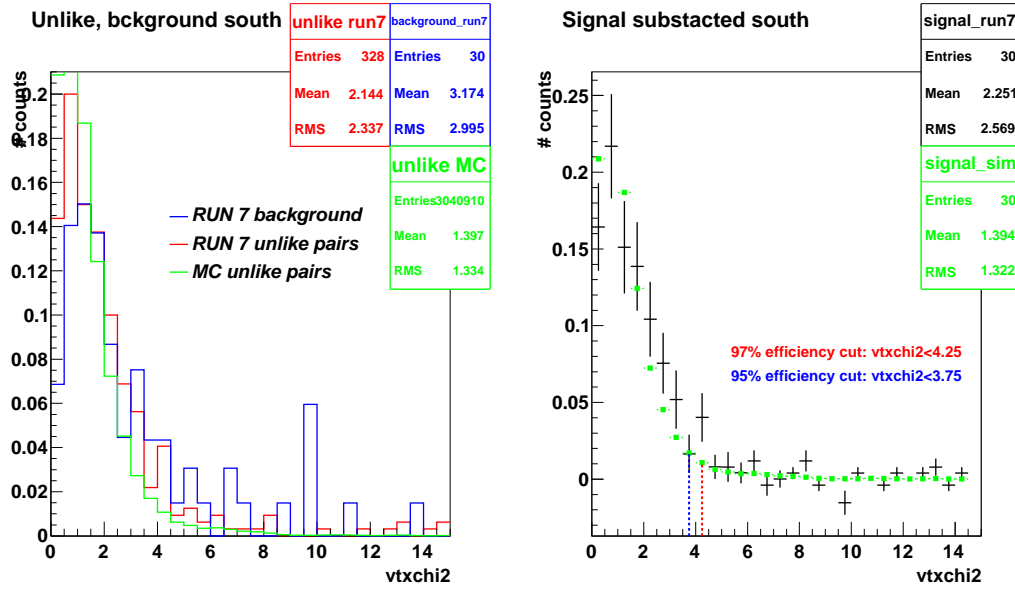 Unlike, bckground south
unlike run7
Entries 328
Mean 2.144
RMS 2.337
background_run7
Entries 30
Mean 3.174
RMS 2.995
unlike MC
Entries3040910
Mean 1.397
RMS 1.334
# counts
0.2
0.18
0.16
0.14
0.12
0.1
0.08
0.06
0.04
0.02
0
RUN 7 background
RUN 7 unlike pairs
MC unlike pairs
0 2 4 6 8 10 12 14
vtxchi2
Signal substacted south
signal_run7
Entries 30
Mean 2.251
RMS 2.569
signal_sim
Entries 30
Mean 1.394
RMS 1.322
# counts
0.25
0.2
0.15
0.1
0.05
0
97% efficiency cut: vtxchi2<4.25
95% efficiency cut: vtxchi2<3.75
0 2 4 6 8 10 12 14
vtxchi2